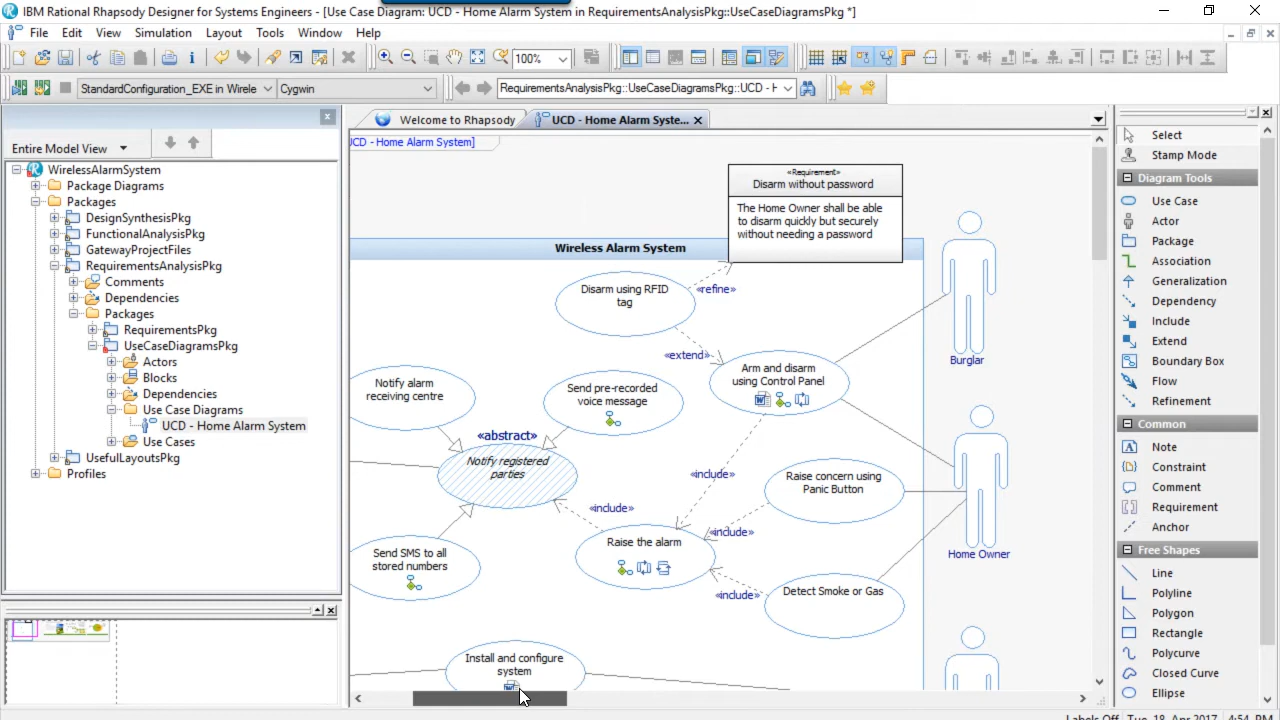 IBM Rational Rhapsody Designer for Systems Engineers - [Use Case Diagram: UCD - Home Alarm System in RequirementsAnalysisPkg::UseCaseDiagramsPkg *]
File Edit View Simulation Layout Tools Window Help
100%
StandardConfiguration_EXE in Wirele Cygwin RequirementsAnalysisPkg::UseCaseDiagramsPkg::UCD - H
Welcome to Rhapsody UCD - Home Alarm Syste...
Entire Model View
WirelessAlarmSystem
Package Diagrams
Packages
DesignSynthesisPkg
FunctionalAnalysisPkg
GatewayProjectFiles
RequirementsAnalysisPkg
Comments
Dependencies
Packages
RequirementsPkg
UseCaseDiagramsPkg
Actors
Blocks
Dependencies
Use Case Diagrams
UCD - Home Alarm System
Use Cases
UsefulLayoutsPkg
Profiles
UCD - Home Alarm System]
«Requirement»
Disarm without password
The Home Owner shall be able
to disarm quickly but securely
without needing a password
Wireless Alarm System
Disarm using RFID
tag
«refine»
«extend»
Burglar
Arm and disarm
using Control Panel
Notify alarm
receiving centre
Send pre-recorded
voice message
«abstract»
Notify registered
parties
«include»
Raise concern using
Panic Button
«include»
«include»
Raise the alarm
Home Owner
Send SMS to all
stored numbers
«include»
Detect Smoke or Gas
Install and configure
system
Select
Stamp Mode
Diagram Tools
Use Case
Actor
Package
Association
Generalization
Dependency
Include
Extend
Boundary Box
Flow
Refinement
Common
Note
Constraint
Comment
Requirement
Anchor
Free Shapes
Line
Polyline
Polygon
Rectangle
Polycurve
Closed Curve
Ellipse
Labels Off Tue, 18, Apr 2017 4:54 PM